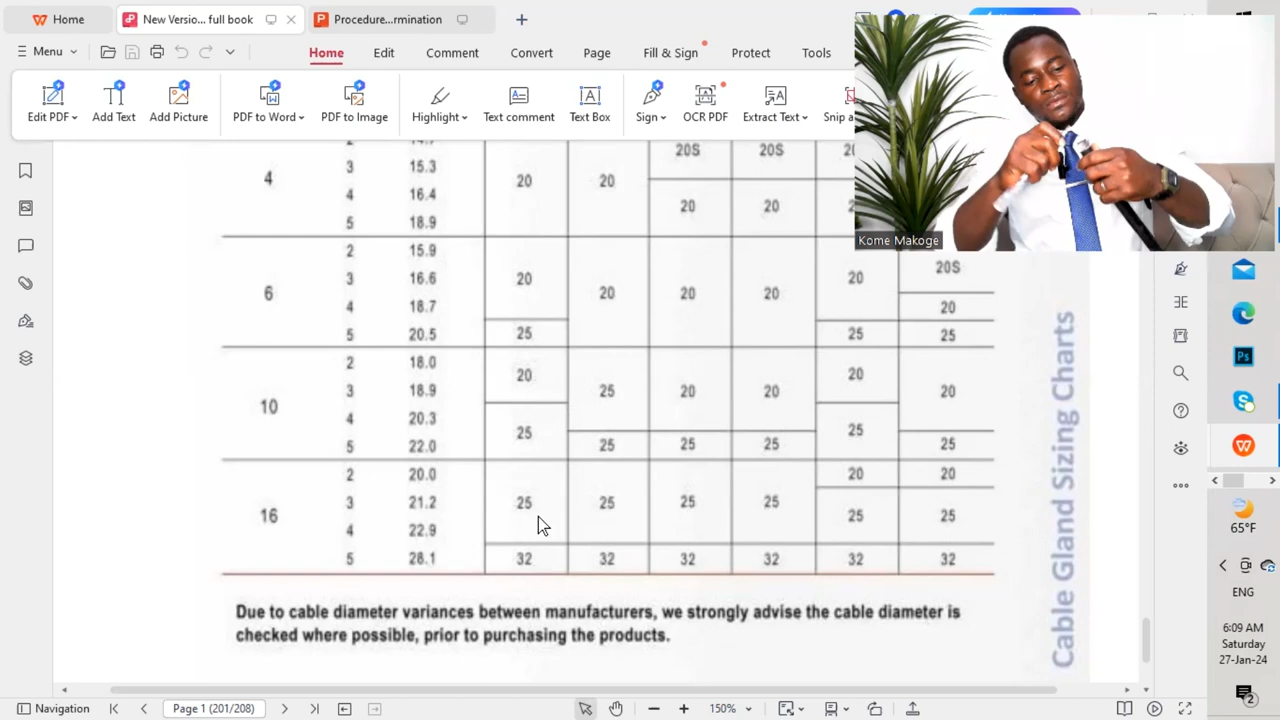 Home New Versio... full book Procedure...rmination
Menu Home Edit Comment Convert Page Fill & Sign Protect Tools
Edit PDF Add Text Add Picture PDF to Word PDF to Image Highlight Text comment Text Box Sign OCR PDF Extract Text Snip a
Kome Makoge
20S 20S
4 3 15.3 20 20
4 16.4 20 20
5 18.9
2 15.9
6 3 16.6 20 20 20 20 20 20S
4 18.7 20
5 20.5 25 25 25
2 18.0 20 20
10 3 18.9 25 20 20 20
4 20.3 25 25
5 22.0 25 25 25 25
2 20.0 20 20
16 3 21.2 25 25 25 25 25 25
4 22.9
5 28.1 32 32 32 32 32 32
Due to cable diameter variances between manufacturers, we strongly advise the cable diameter is
checked where possible, prior to purchasing the products.
Cable Gland Sizing Charts
Ps
65°F
ENG
6:09 AM
Saturday
27-Jan-24
2
Navigation Page 1 (201/208) 150%